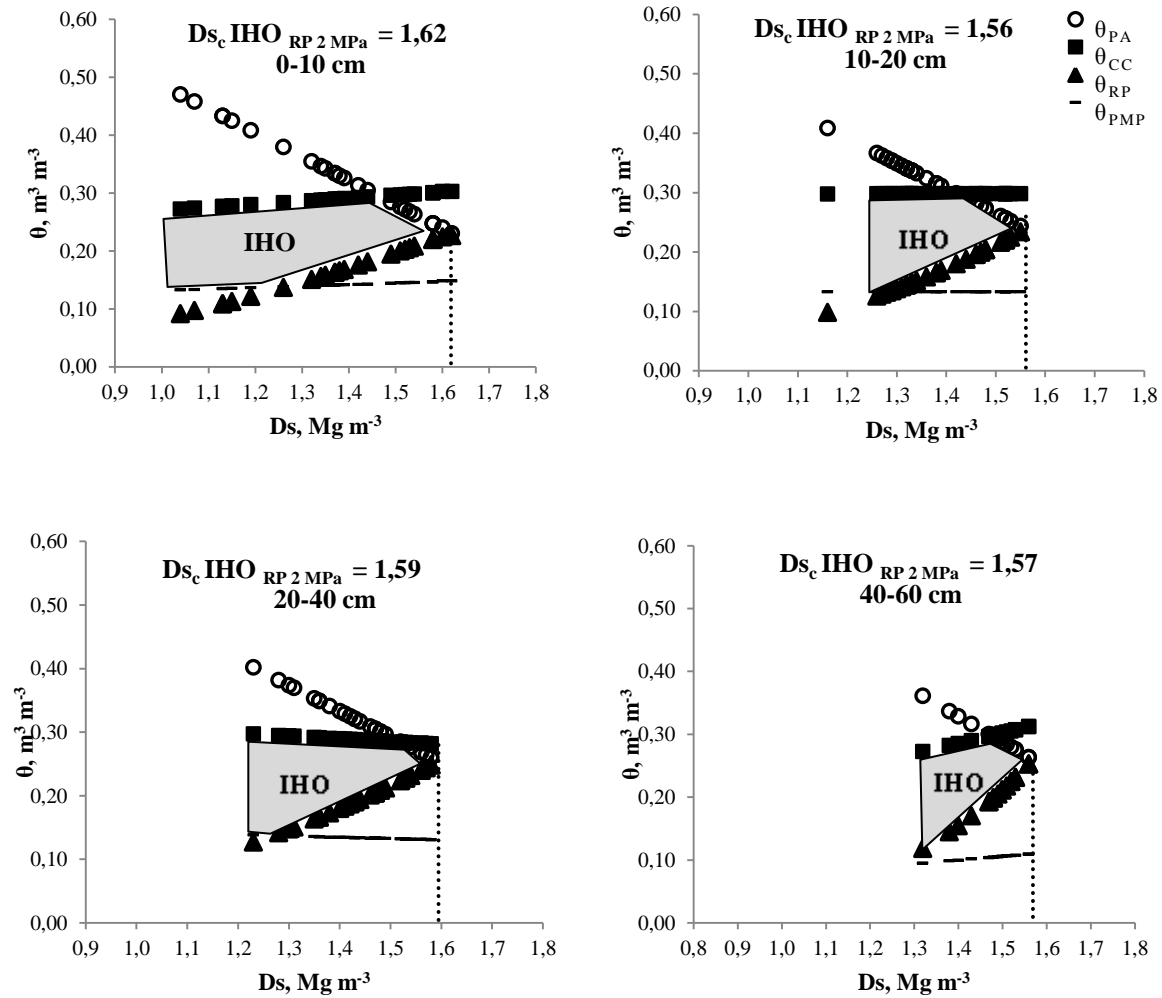 Ds_c IHO _RP 2 MPa = 1,62
0-10 cm
θ, m³ m⁻³
0,60
0,50
0,40
0,30
0,20
0,10
0,00
IHO
0,9 1,0 1,1 1,2 1,3 1,4 1,5 1,6 1,7 1,8
Ds, Mg m⁻³
Ds_c IHO _RP 2 MPa = 1,56
10-20 cm
θ_PA
θ_CC
θ_RP
θ_PMP
θ, m³ m⁻³
0,60
0,50
0,40
0,30
0,20
0,10
0,00
IHO
0,9 1,0 1,1 1,2 1,3 1,4 1,5 1,6 1,7 1,8
Ds, Mg m⁻³
Ds_c IHO _RP 2 MPa = 1,59
20-40 cm
θ, m³ m⁻³
0,60
0,50
0,40
0,30
0,20
0,10
0,00
IHO
0,9 1,0 1,1 1,2 1,3 1,4 1,5 1,6 1,7 1,8
Ds, Mg m⁻³
Ds_c IHO _RP 2 MPa = 1,57
40-60 cm
θ, m³ m⁻³
0,60
0,50
0,40
0,30
0,20
0,10
0,00
IHO
0,8 0,9 1,0 1,1 1,2 1,3 1,4 1,5 1,6 1,7 1,8
Ds, Mg m⁻³